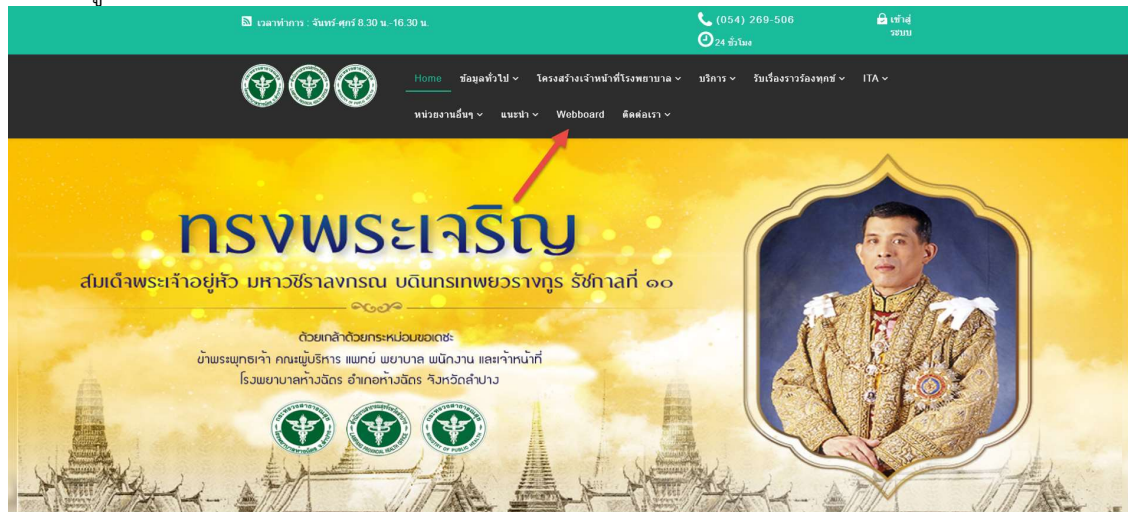 เวลาทำการ : จันทร์-ศุกร์ 8.30 น.-16.30 น.
(054) 269-506
24 ชั่วโมง
เข้าสู่
ระบบ
Home ข้อมูลทั่วไป โครงสร้างเจ้าหน้าที่โรงพยาบาล บริการ รับเรื่องราวร้องทุกข์ ITA
หน่วยงานอื่นๆ แนะนำ Webboard ติดต่อเรา
ทรงพระเจริญ
สมเด็จพระเจ้าอยู่หัว มหาวชิราลงกรณ บดินทรเทพยวรางกูร รัชกาลที่ ๑๐
ด้วยเกล้าด้วยกระหม่อมขอเดชะ
ข้าพระพุทธเจ้า คณะผู้บริหาร แพทย์ พยาบาล พนักงาน และเจ้าหน้าที่
โรงพยาบาลห้างฉัตร อำเภอห้างฉัตร จังหวัดลำปาง